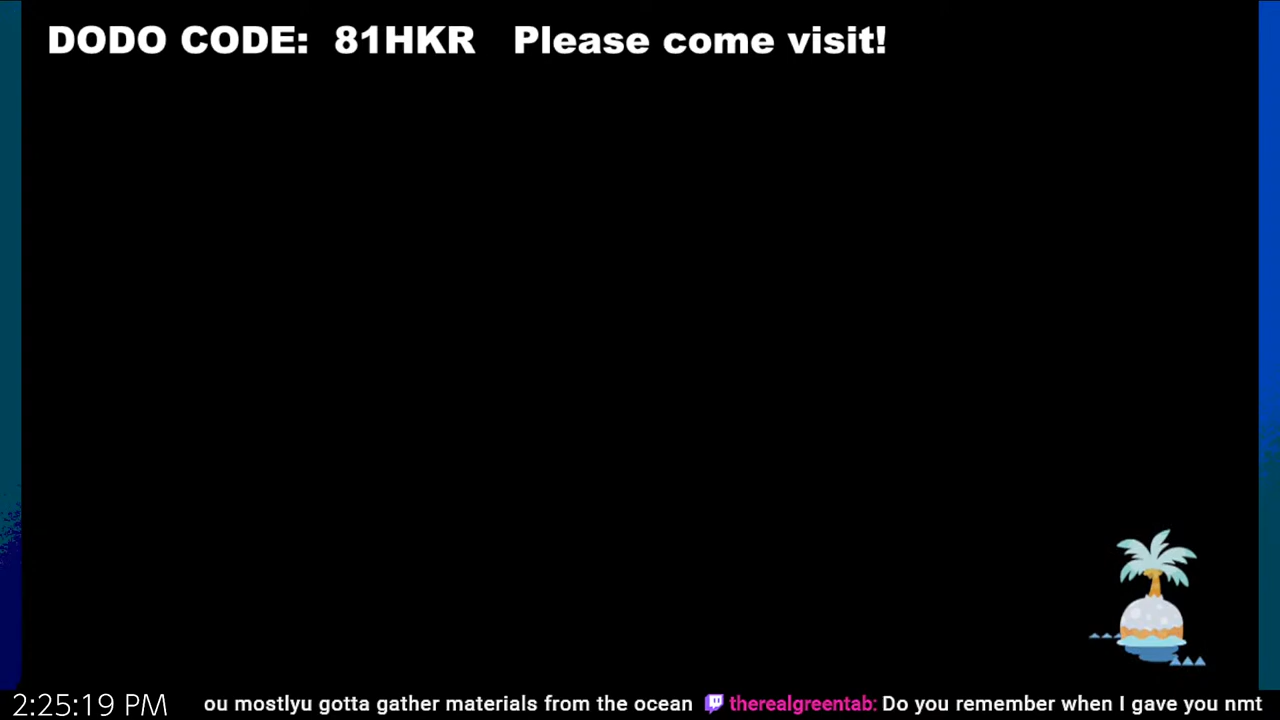 DODO CODE: 81HKR Please come visit!
2:25:19 PM ou mostlyu gotta gather materials from the ocean therealgreentab: Do you remember when I gave you nmt